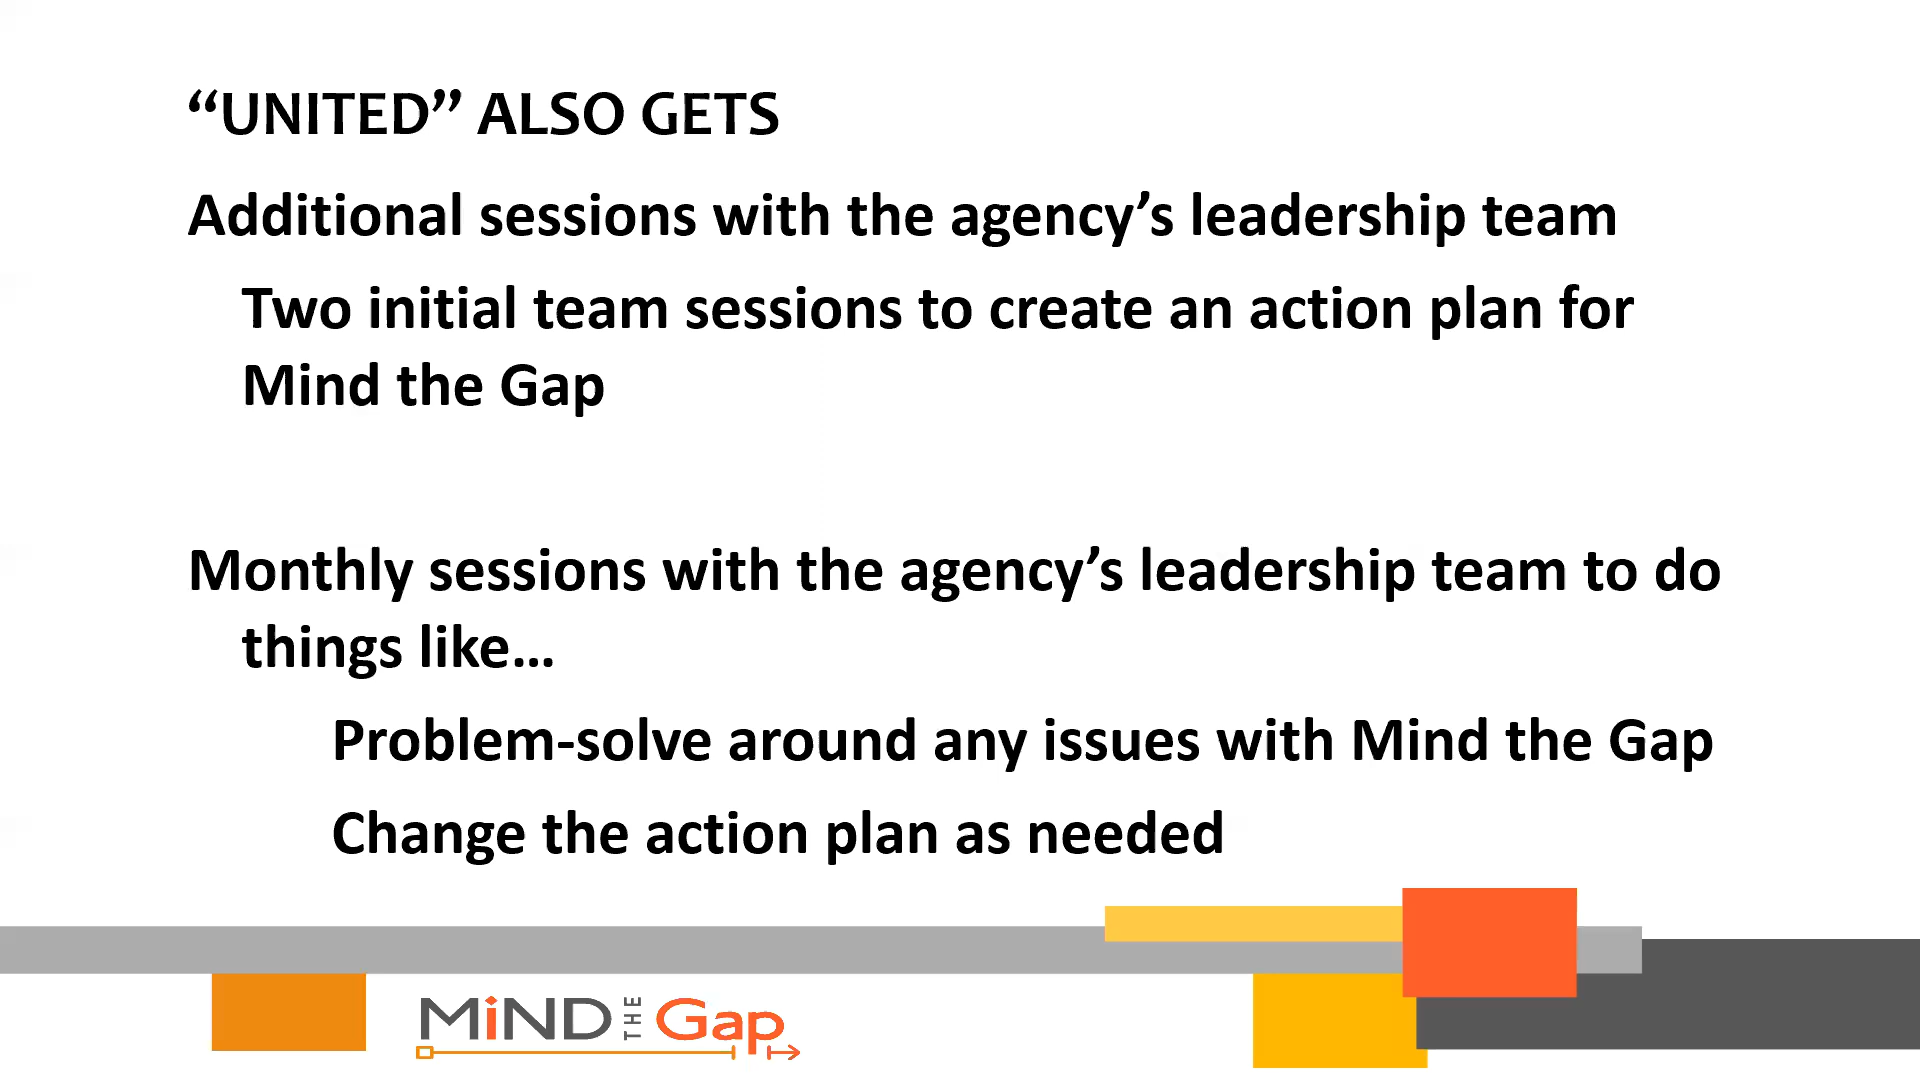 “UNITED” ALSO GETS
Additional sessions with the agency’s leadership team
Two initial team sessions to create an action plan for
Mind the Gap
Monthly sessions with the agency’s leadership team to do
things like…
Problem-solve around any issues with Mind the Gap
Change the action plan as needed
MiND THE Gap